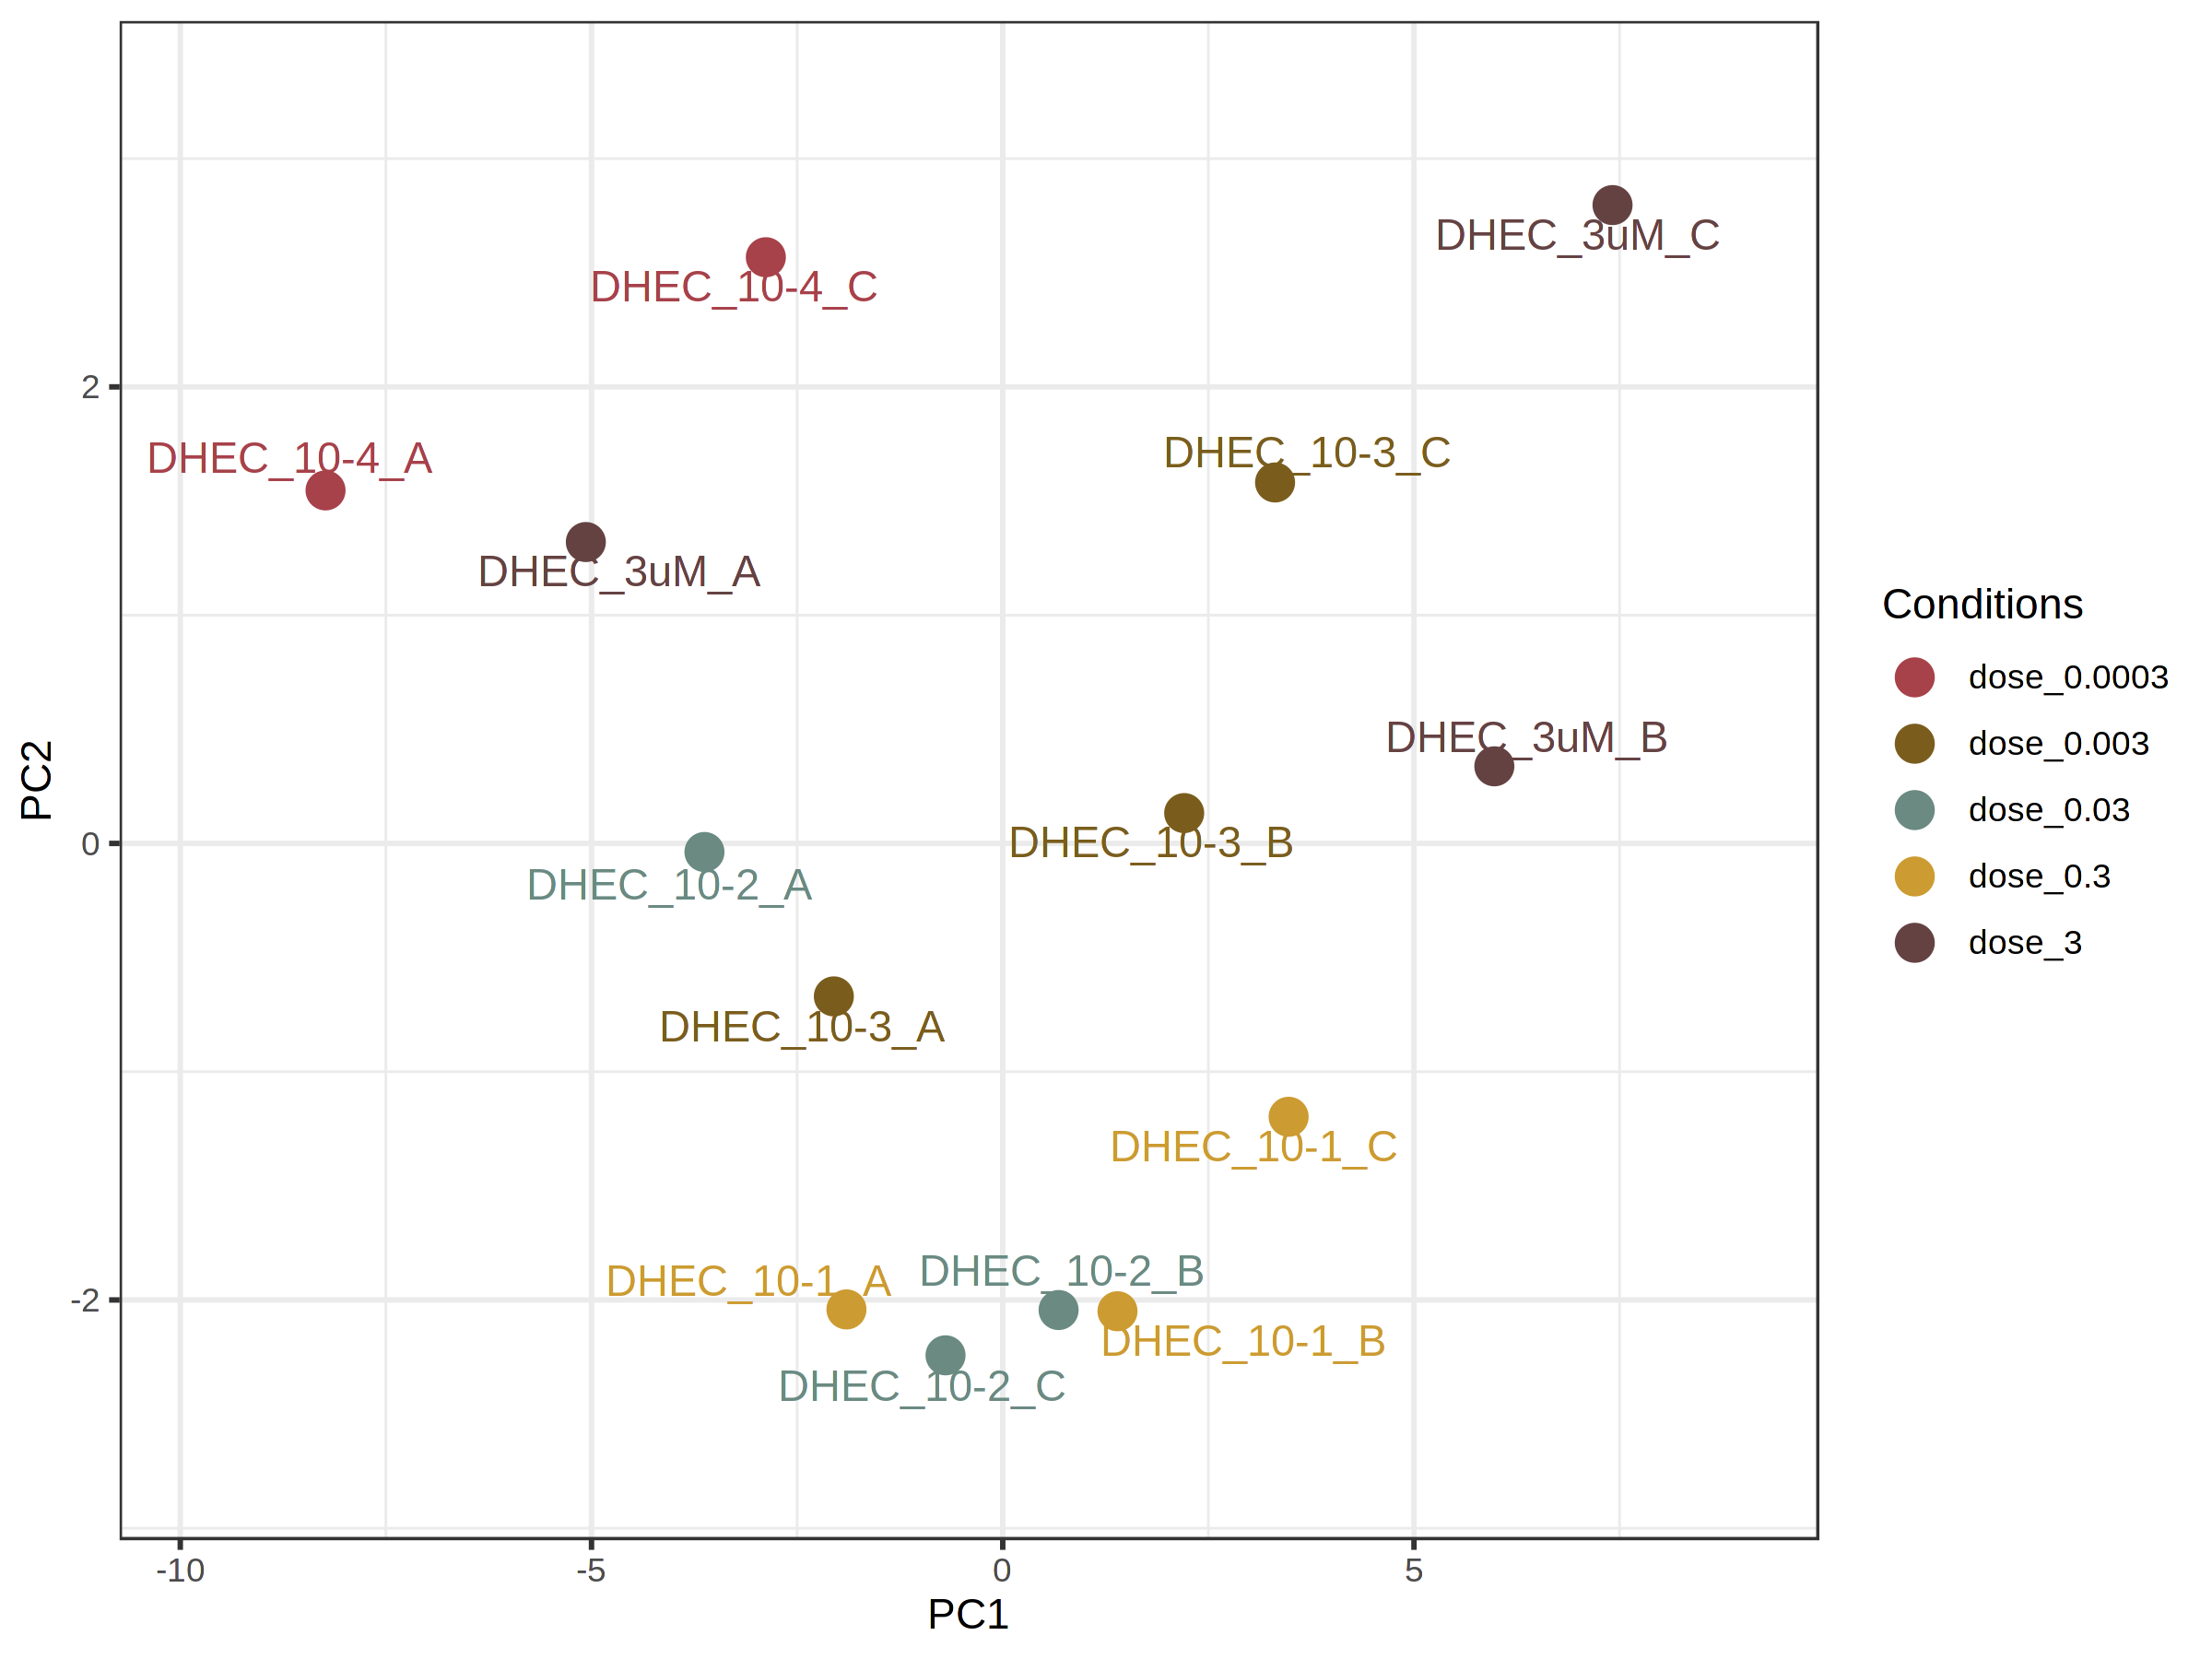 DHEC_3uM_C
DHEC_10-4_C
2
DHEC_10-3_C
DHEC_10-4_A
DHEC_3uM_A
Conditions
dose_0.0003
dose_0.003
dose_0.03
dose_0.3
dose_3
DHEC_3uM_B
PC2
0
DHEC_10-3_B
DHEC_10-2_A
DHEC_10-3_A
DHEC_10-1_C
DHEC_10-2_B
DHEC_10-1_A
-2
DHEC_10-1_B
DHEC_10-2_C
-10 -5 0 5
PC1